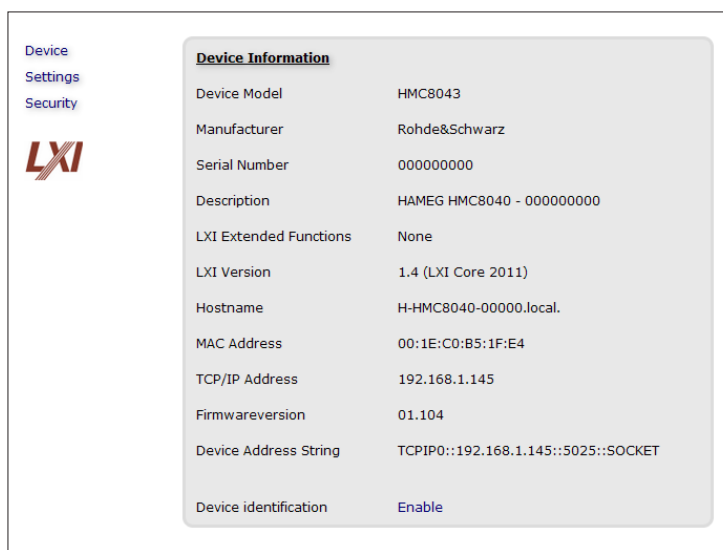 Device
Settings
Security
LXI
Device Information
Device Model HMC8043
Manufacturer Rohde&Schwarz
Serial Number 000000000
Description HAMEG HMC8040 - 000000000
LXI Extended Functions None
LXI Version 1.4 (LXI Core 2011)
Hostname H-HMC8040-00000.local.
MAC Address 00:1E:C0:B5:1F:E4
TCP/IP Address 192.168.1.145
Firmwareversion 01.104
Device Address String TCPIP0::192.168.1.145::5025::SOCKET
Device identification Enable